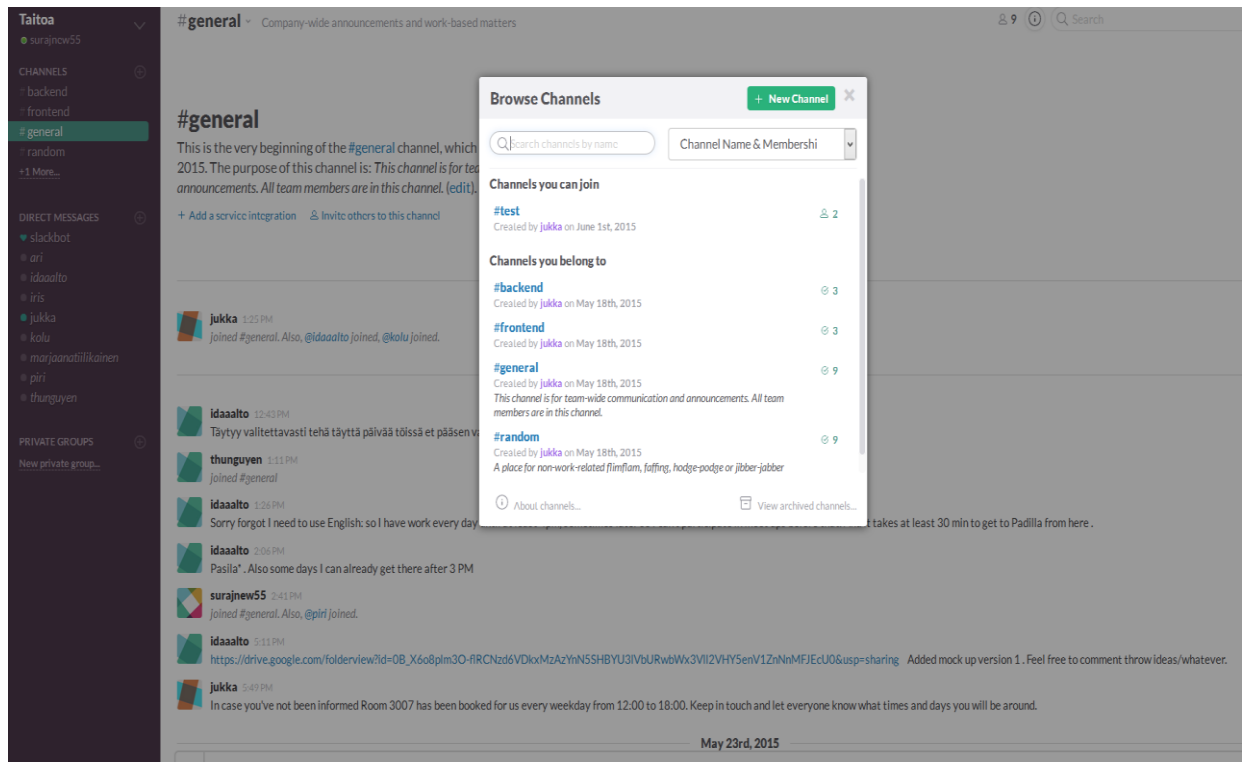 Taitoa
surajnew55
CHANNELS
# backend
# frontend
# general
# random
+1 More...
DIRECT MESSAGES
slackbot
ari
idaaalto
iris
jukka
kolu
marjaanatiilikainen
piri
thunguyen
PRIVATE GROUPS
New private group...
#general Company-wide announcements and work-based matters
9
Search
#general
This is the very beginning of the #general channel, which
2015. The purpose of this channel is: This channel is for
announcements. All team members are in this channel. (edit).
+ Add a service integration Invite others to this channel
jukka 1:25 PM
joined #general. Also, @idaaalto joined, @kolu joined.
idaaalto 12:43 PM
Täytyy valitettavasti tehä täyttä päivää töissä et pääsen
thunguyen 1:11 PM
joined #general
idaaalto 1:26 PM
Sorry forgot I need to use English: so I have work every day
takes at least 30 min to get to Padilla from here .
idaaalto 2:06 PM
Pasila* . Also some days I can already get there after 3 PM
surajnew55 2:41 PM
joined #general. Also, @piri joined.
idaaalto 5:11 PM
Added mock up version 1 . Feel free to comment throw ideas/whatever.
jukka 5:49 PM
In case you've not been informed Room 3007 has been booked for us every weekday from 12:00 to 18:00. Keep in touch and let everyone know what times and days you will be around.
May 23rd, 2015
Browse Channels
+ New Channel
Search channels by name
Channel Name & Membershi
Channels you can join
#test 2
Created by jukka on June 1st, 2015
Channels you belong to
#backend 3
Created by jukka on May 18th, 2015
#frontend 3
Created by jukka on May 18th, 2015
#general 9
Created by jukka on May 18th, 2015
This channel is for team-wide communication and announcements. All team
members are in this channel.
#random 9
Created by jukka on May 18th, 2015
A place for non-work-related flimflam, faffing, hodge-podge or jibber-jabber
About channels... View archived channels...